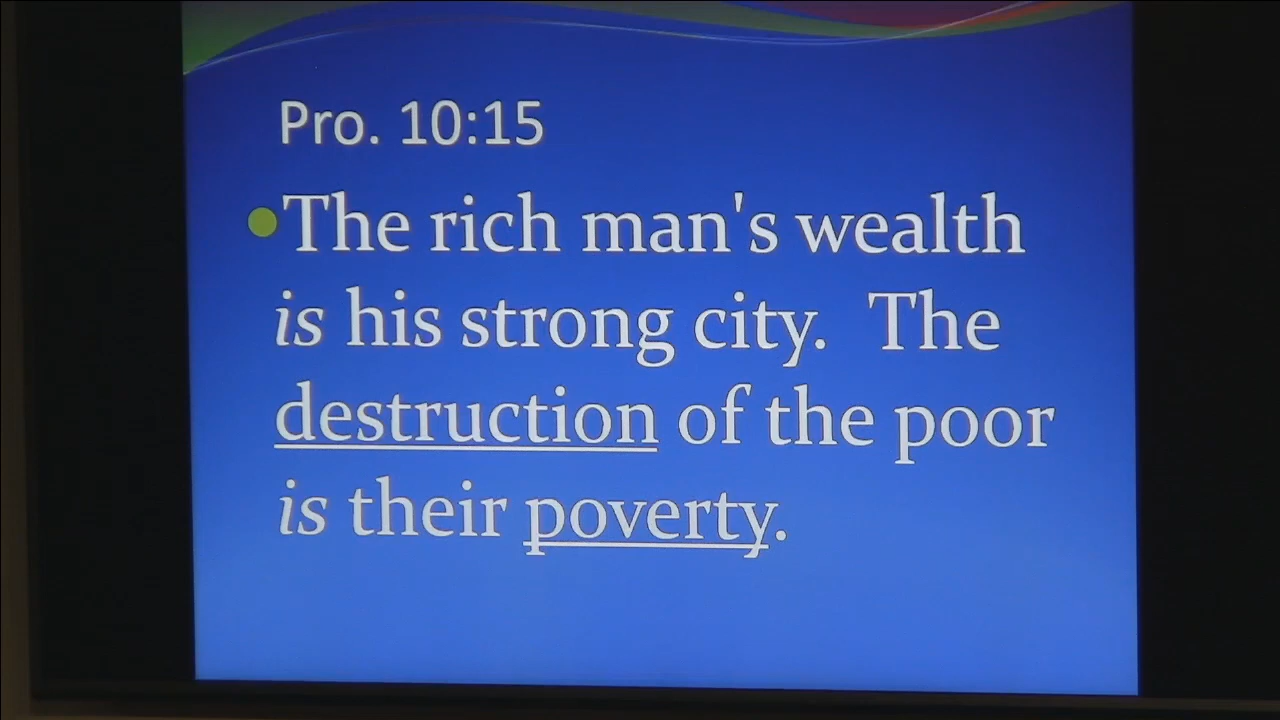 Pro. 10:15
The rich man's wealth
is his strong city. The
destruction of the poor
is their poverty.